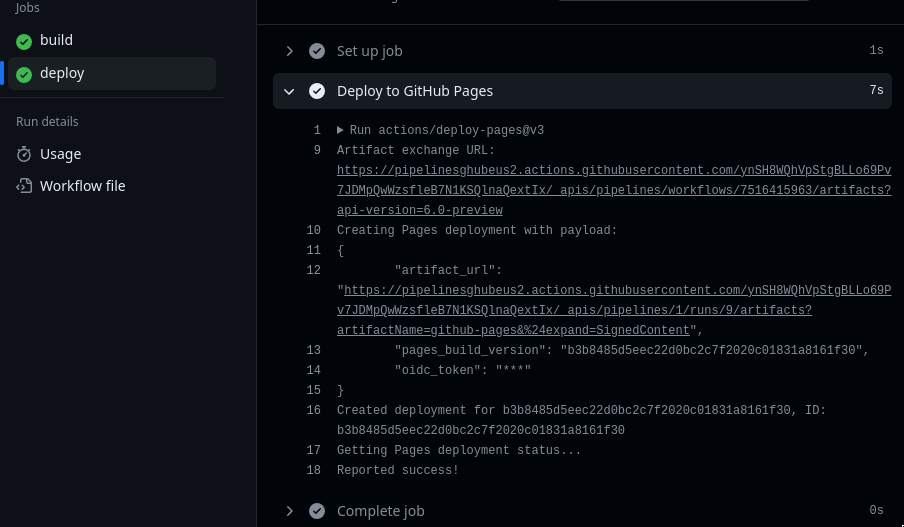 Jobs
build
deploy
Run details
Usage
Workflow file
Set up job 1s
Deploy to GitHub Pages 7s
1 Run actions/deploy-pages@v3
9 Artifact exchange URL:
https://pipelinesghubeus2.actions.githubusercontent.com/ynSH8WQhVpStgBLLo69Pv
7JDMpQwWzsfleB7N1KSQlnaQextIx/_apis/pipelines/workflows/7516415963/artifacts?
api-version=6.0-preview
10 Creating Pages deployment with payload:
11 {
12 "artifact_url":
"https://pipelinesghubeus2.actions.githubusercontent.com/ynSH8WQhVpStgBLLo69P
v7JDMpQwWzsfleB7N1KSQlnaQextIx/_apis/pipelines/1/runs/9/artifacts?
artifactName=github-pages&%24expand=SignedContent",
13 "pages_build_version": "b3b8485d5eec22d0bc2c7f2020c01831a8161f30",
14 "oidc_token": "***"
15 }
16 Created deployment for b3b8485d5eec22d0bc2c7f2020c01831a8161f30, ID:
b3b8485d5eec22d0bc2c7f2020c01831a8161f30
17 Getting Pages deployment status...
18 Reported success!
Complete job 0s